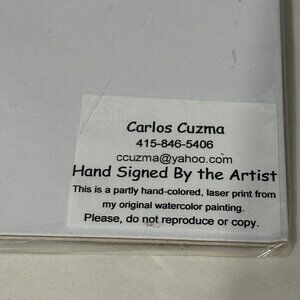 Carlos Cuzma
415-846-5406
ccuzma@yahoo.com
Hand Signed By the Artist
This is a partly hand-colored, laser print from
my original watercolor painting.
Please, do not reproduce or copy.